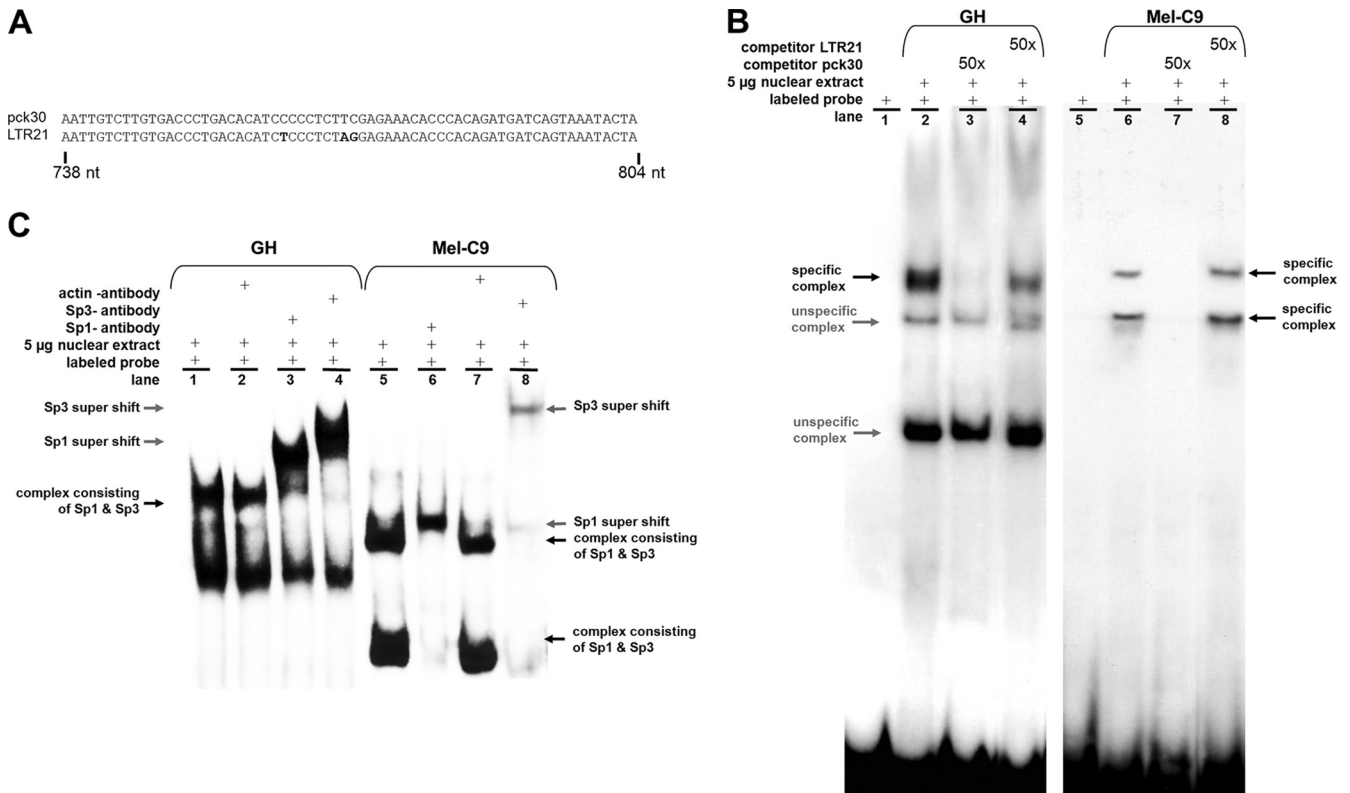 A
pck30 AATTGTCTTGTGACCCTGACACATCCCCCTCTTCGAGAAACACCCACAGATGATCAGTAAATACTA
LTR21 AATTGTCTTGTGACCCTGACACATCTCCCTCTAGGAGAAACACCCACAGATGATCAGTAAATACTA
738 nt 804 nt
B
GH Mel-C9
competitor LTR21 50x 50x
competitor pck30 50x 50x
5 µg nuclear extract + + + + + +
labeled probe + + + + + + + +
lane 1 2 3 4 5 6 7 8
specific complex
unspecific complex
unspecific complex
specific complex
specific complex
C
GH Mel-C9
actin -antibody + +
Sp3- antibody + +
Sp1- antibody + +
5 µg nuclear extract + + + + + + + +
labeled probe + + + + + + + +
lane 1 2 3 4 5 6 7 8
Sp3 super shift
Sp1 super shift
complex consisting
of Sp1 & Sp3
Sp3 super shift
Sp1 super shift
complex consisting
of Sp1 & Sp3
complex consisting
of Sp1 & Sp3